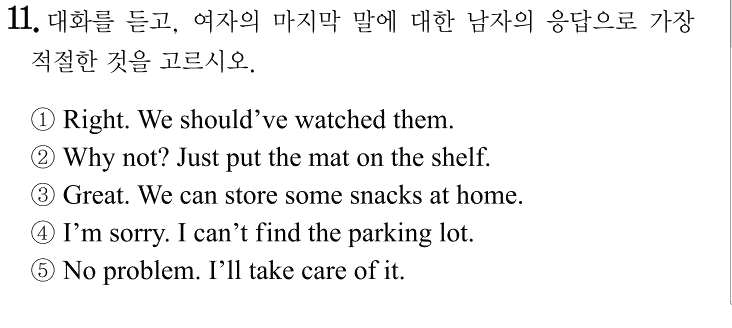 11. 대화를 듣고, 여자의 마지막 말에 대한 남자의 응답으로 가장
적절한 것을 고르시오.
① Right. We should’ve watched them.
② Why not? Just put the mat on the shelf.
③ Great. We can store some snacks at home.
④ I’m sorry. I can’t find the parking lot.
⑤ No problem. I’ll take care of it.